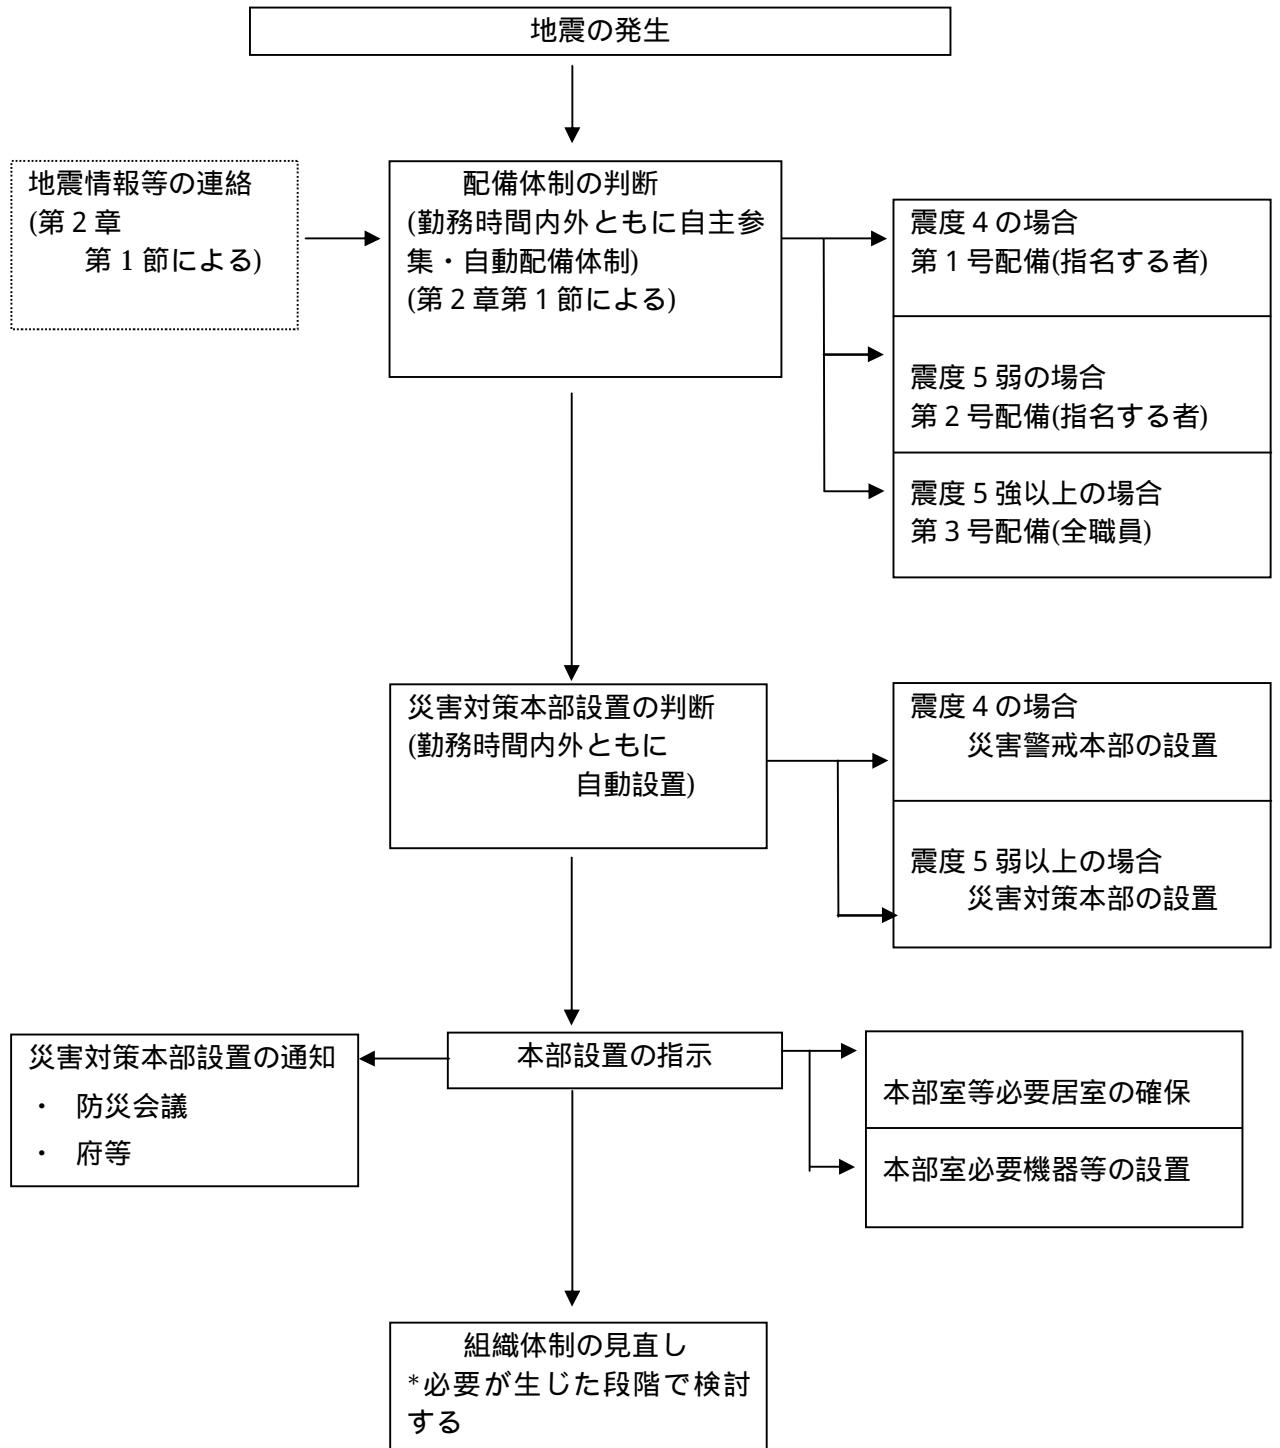 地震の発生
地震情報等の連絡
(第2章
第1節による)
配備体制の判断
(勤務時間内外ともに自主参
集・自動配備体制)
(第2章第1節による)
震度4の場合
第1号配備(指名する者)
震度5弱の場合
第2号配備(指名する者)
震度5強以上の場合
第3号配備(全職員)
災害対策本部設置の判断
(勤務時間内外ともに
自動設置)
震度4の場合
災害警戒本部の設置
震度5弱以上の場合
災害対策本部の設置
災害対策本部設置の通知
・ 防災会議
・ 府等
本部設置の指示
本部室等必要居室の確保
本部室必要機器等の設置
組織体制の見直し
*必要が生じた段階で検討
する